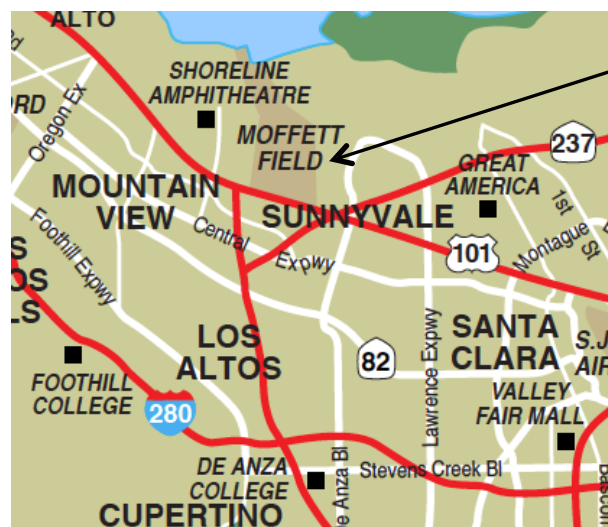 ALTO
SHORELINE
AMPHITHEATRE
Oregon Ex
MOFFETT
FIELD
237
GREAT
AMERICA
MOUNTAIN
VIEW
SUNNYVALE
1st St
Central Expwy
101
Montague
Foothill Expwy
LOS
ALTOS
82
Lawrence Expwy
SANTA
CLARA
S.J
AIR
FOOTHILL
COLLEGE
280
VALLEY
FAIR MALL
DE ANZA
COLLEGE
De Anza Bl
Stevens Creek Bl
CUPERTINO